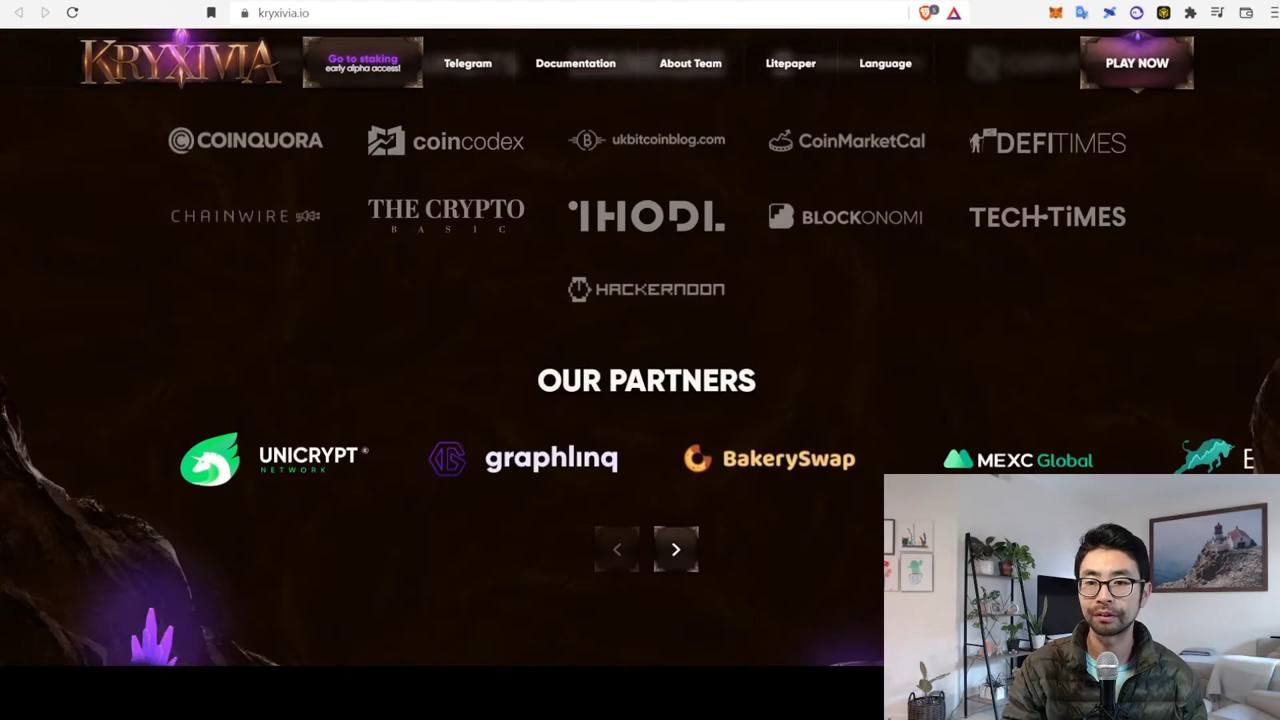 kryxivia.io
KRYXIVIA
Go to staking
early alpha access!
Telegram
Documentation
About Team
Litepaper
Language
PLAY NOW
COINQUORA
coincodex
ukbitcoinblog.com
CoinMarketCal
DEFITIMES
CHAINWIRE
THE CRYPTO
BASIC
1HODL
BLOCKONOMI
TECHTiMES
HACKERNOON
OUR PARTNERS
UNICRYPT
NETWORK
graphlinq
BakerySwap
MEXC Global